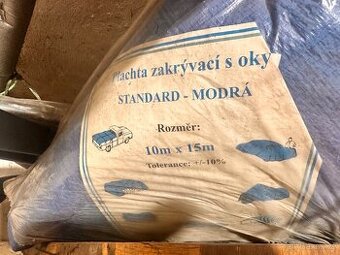 Plachta zakrývací s oky
STANDARD - MODRÁ
Rozměr:
10m x 15m
Tolerance: +/-10%